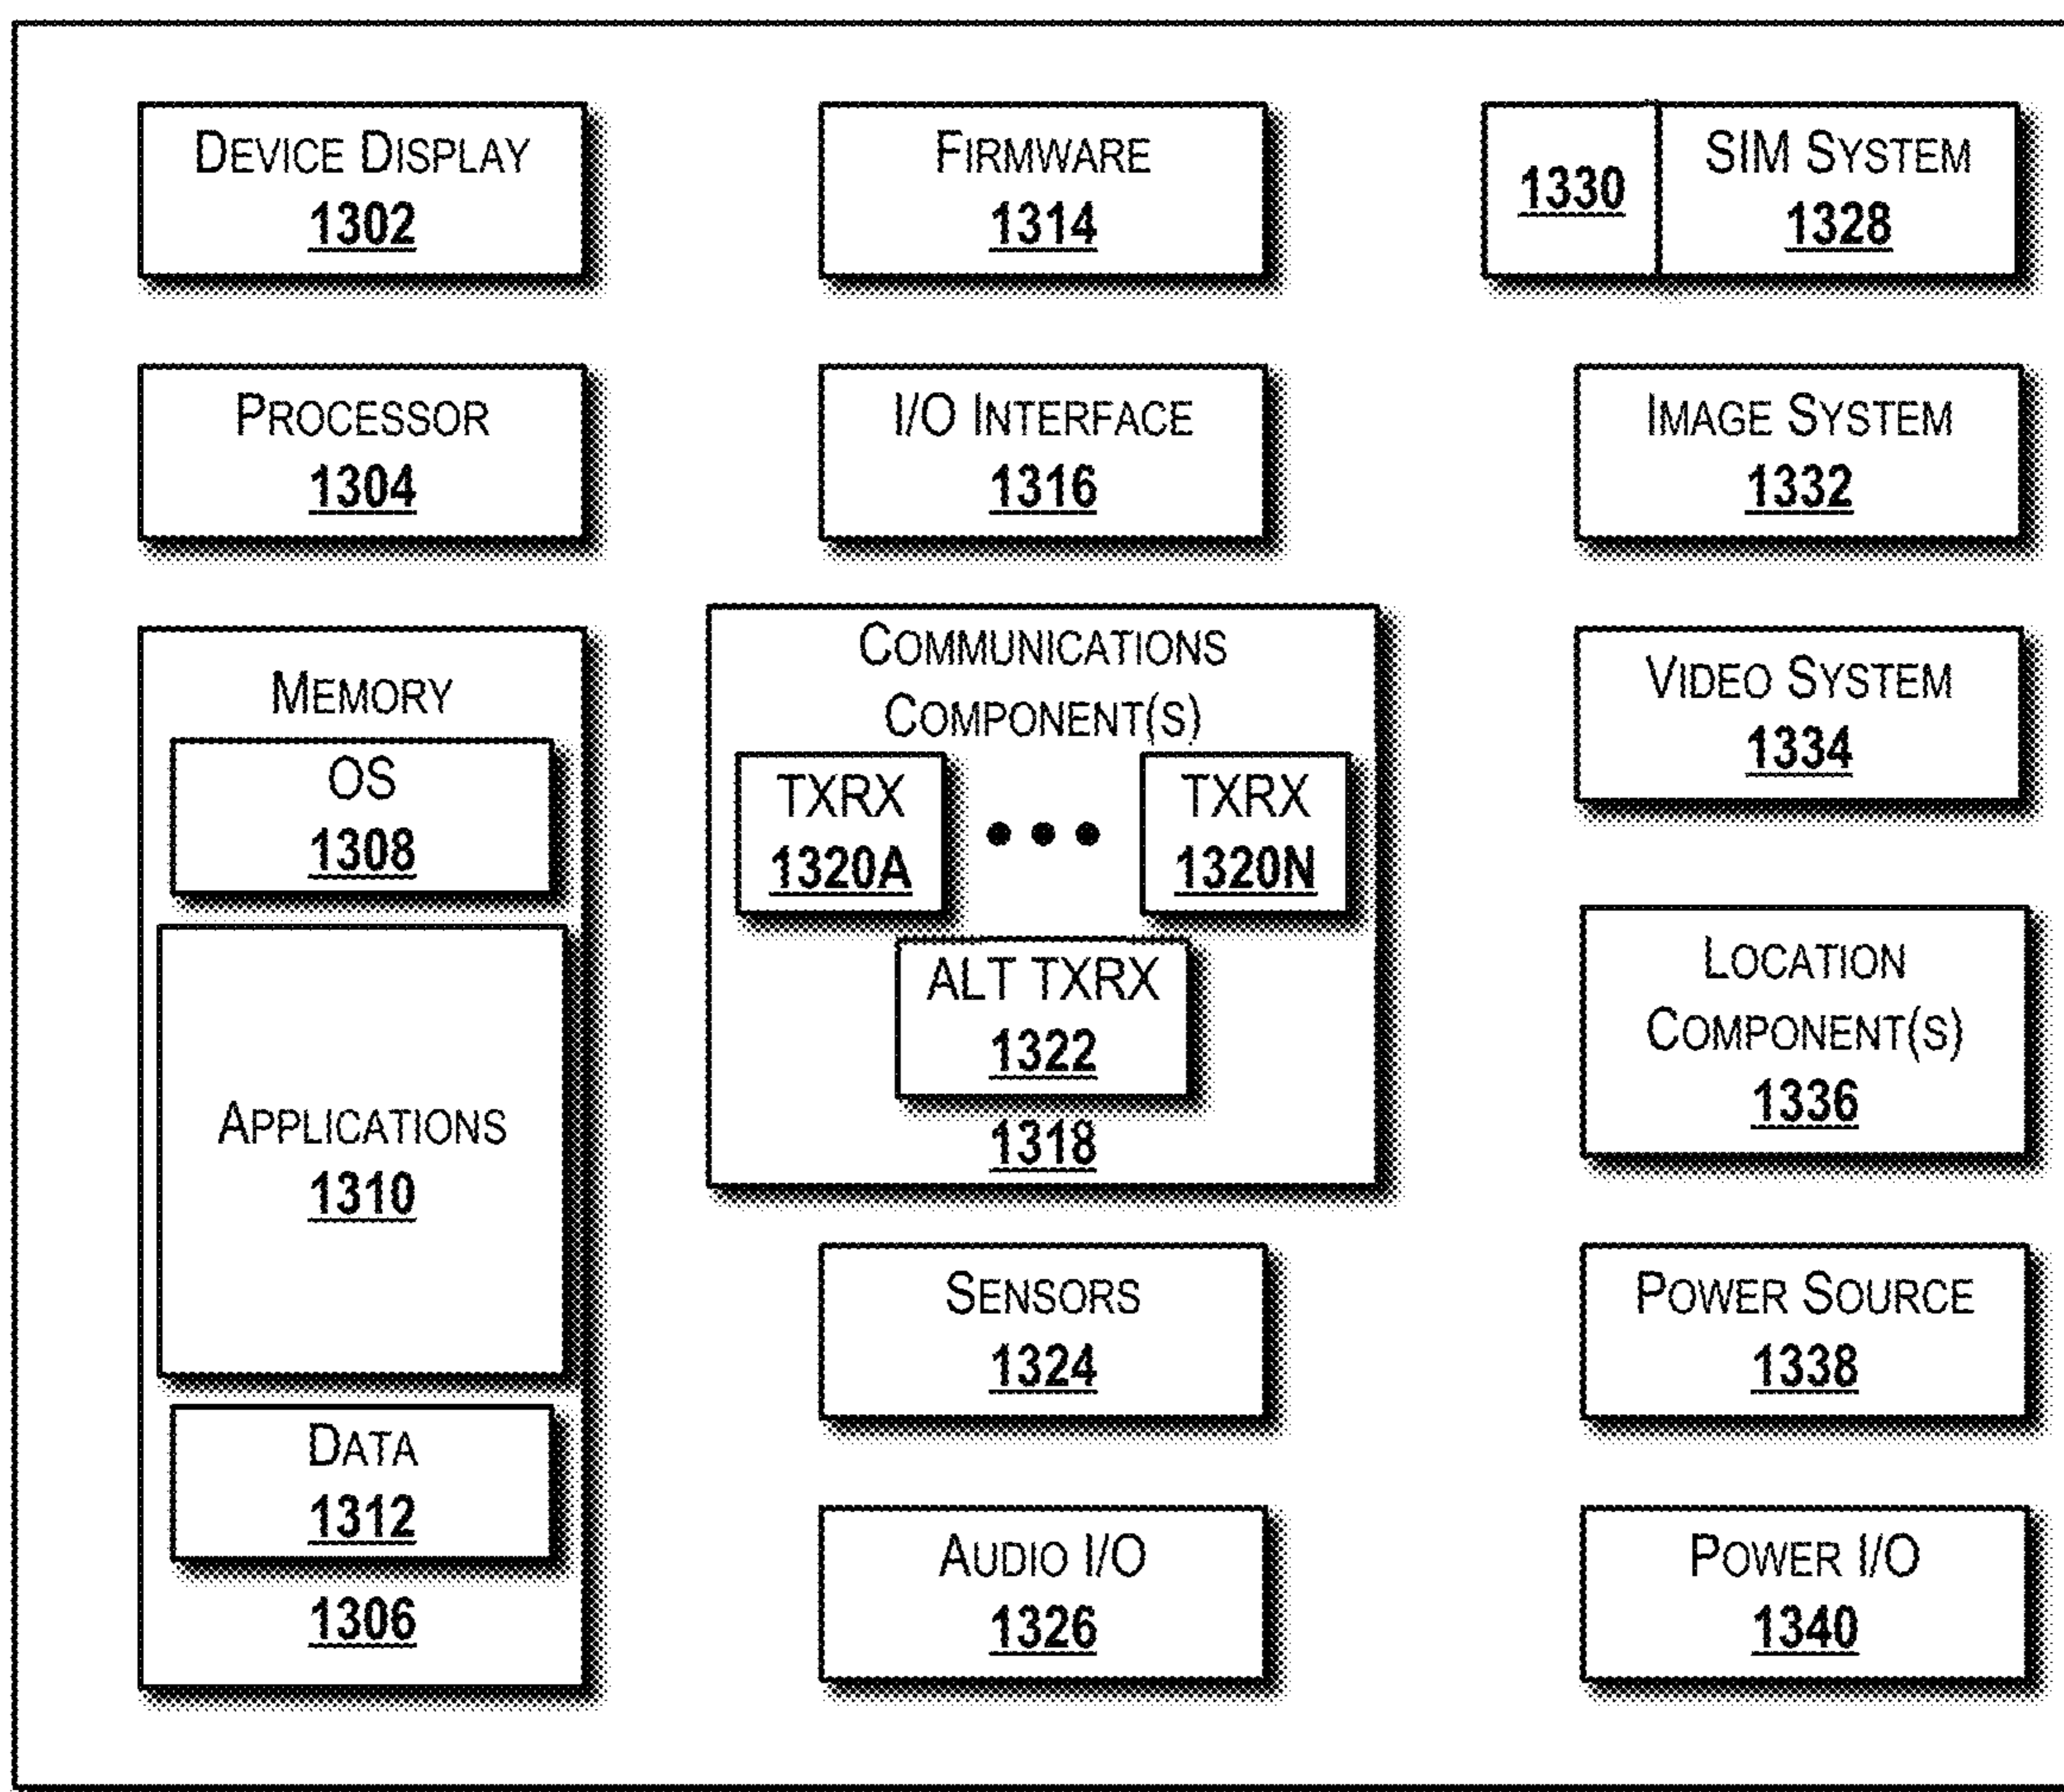 DEVICE DISPLAY
1302
PROCESSOR
1304
MEMORY
OS
1308
APPLICATIONS
1310
DATA
1312
1306
FIRMWARE
1314
I/O INTERFACE
1316
COMMUNICATIONS
COMPONENT(S)
TXRX
1320A
TXRX
1320N
ALT TXRX
1322
1318
SENSORS
1324
AUDIO I/O
1326
1330
SIM SYSTEM
1328
IMAGE SYSTEM
1332
VIDEO SYSTEM
1334
LOCATION
COMPONENT(S)
1336
POWER SOURCE
1338
POWER I/O
1340